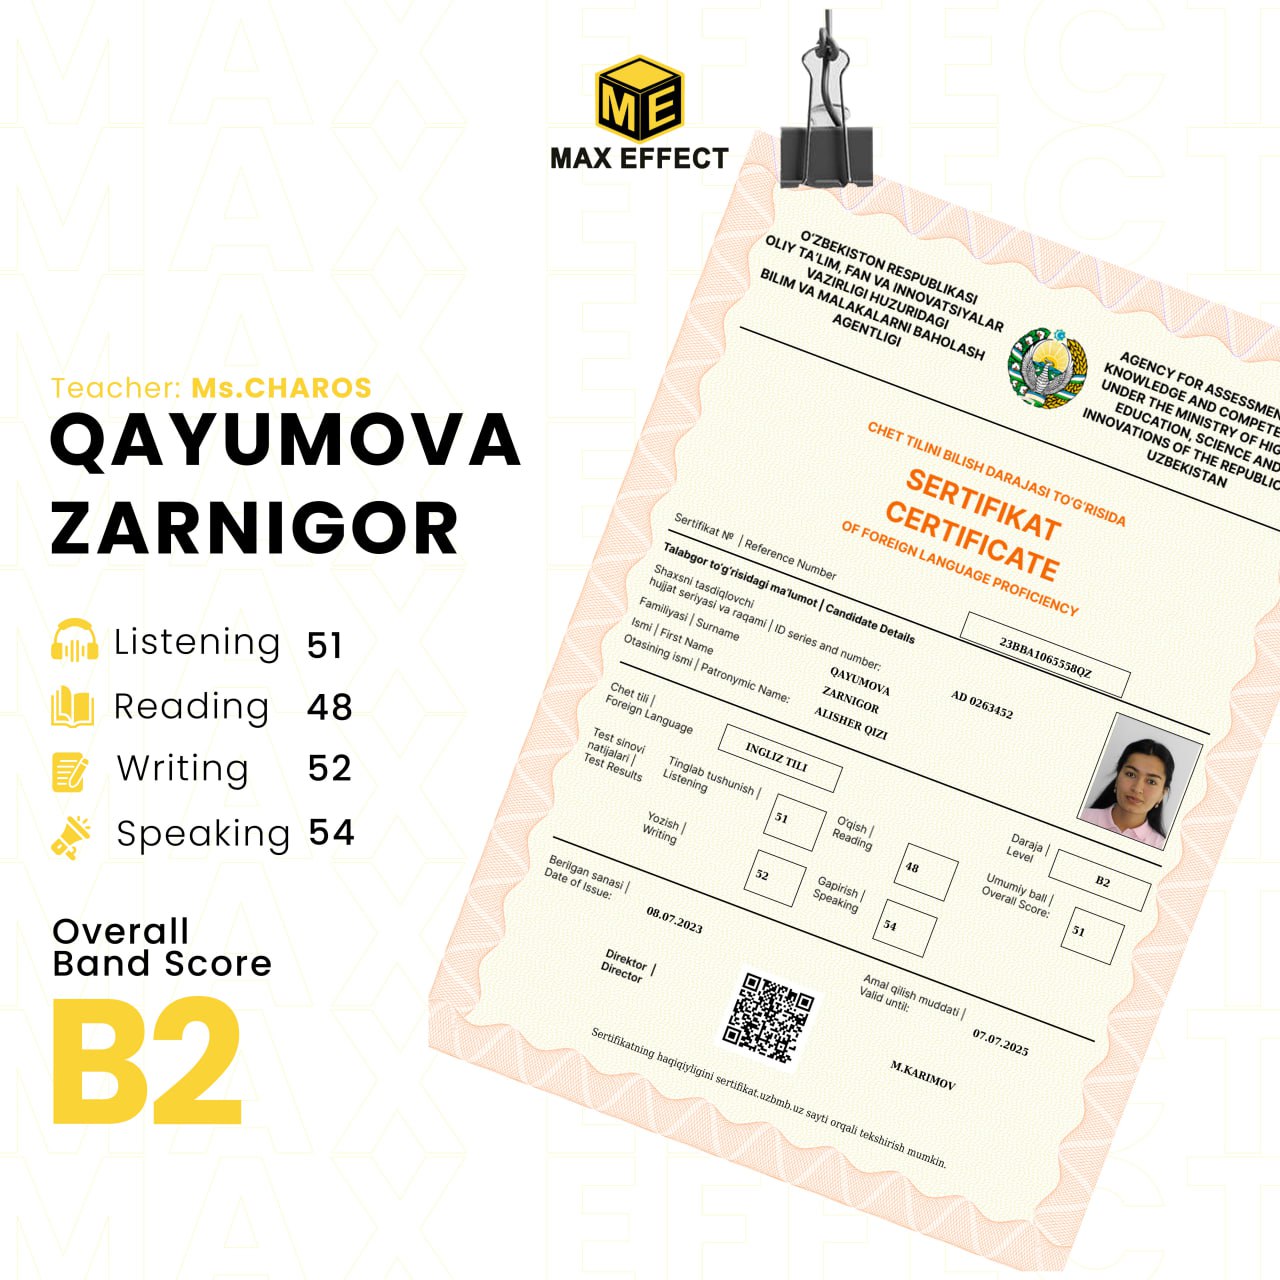 ME
MAX EFFECT
Teacher: Ms.CHAROS
QAYUMOVA
ZARNIGOR
Listening 51
Reading 48
Writing 52
Speaking 54
Overall
Band Score
B2
O'ZBEKISTON RESPUBLIKASI
OLIY TA'LIM, FAN VA INNOVATSIYALAR
VAZIRLIGI HUZURIDAGI
BILIM VA MALAKALARNI BAHOLASH
AGENTLIGI
AGENCY FOR ASSESSMEN
KNOWLEDGE AND COMPETE
UNDER THE MINISTRY OF HIG
EDUCATION, SCIENCE AND
INNOVATIONS OF THE REPUBLIC
UZBEKISTAN
CHET TILINI BILISH DARAJASI TO'G'RISIDA
SERTIFIKAT
CERTIFICATE
OF FOREIGN LANGUAGE PROFICIENCY
Sertifikat № | Reference Number
23BBA1065558QZ
Talabgor to'g'risidagi ma'lumot | Candidate Details
Shaxsni tasdiqlovchi
hujjat seriyasi va raqami | ID series and number:
AD 0263452
Familiyasi | Surname
QAYUMOVA
Ismi | First Name
ZARNIGOR
Otasining ismi | Patronymic Name:
ALISHER QIZI
Chet tili |
Foreign Language
INGLIZ TILI
Test sinovi
natijalari |
Test Results
Tinglab tushunish |
Listening
51
O'qish |
Reading
48
Daraja |
Level
B2
Yozish |
Writing
52
Gapirish |
Speaking
54
Umumiy ball |
Overall Score:
51
Berilgan sanasi |
Date of Issue:
08.07.2023
Amal qilish muddati |
Valid until:
07.07.2025
Direktor |
Director
M.KARIMOV
Sertifikatning haqiqiyligini sertifikat.uzbmb.uz sayti orqali tekshirish mumkin.